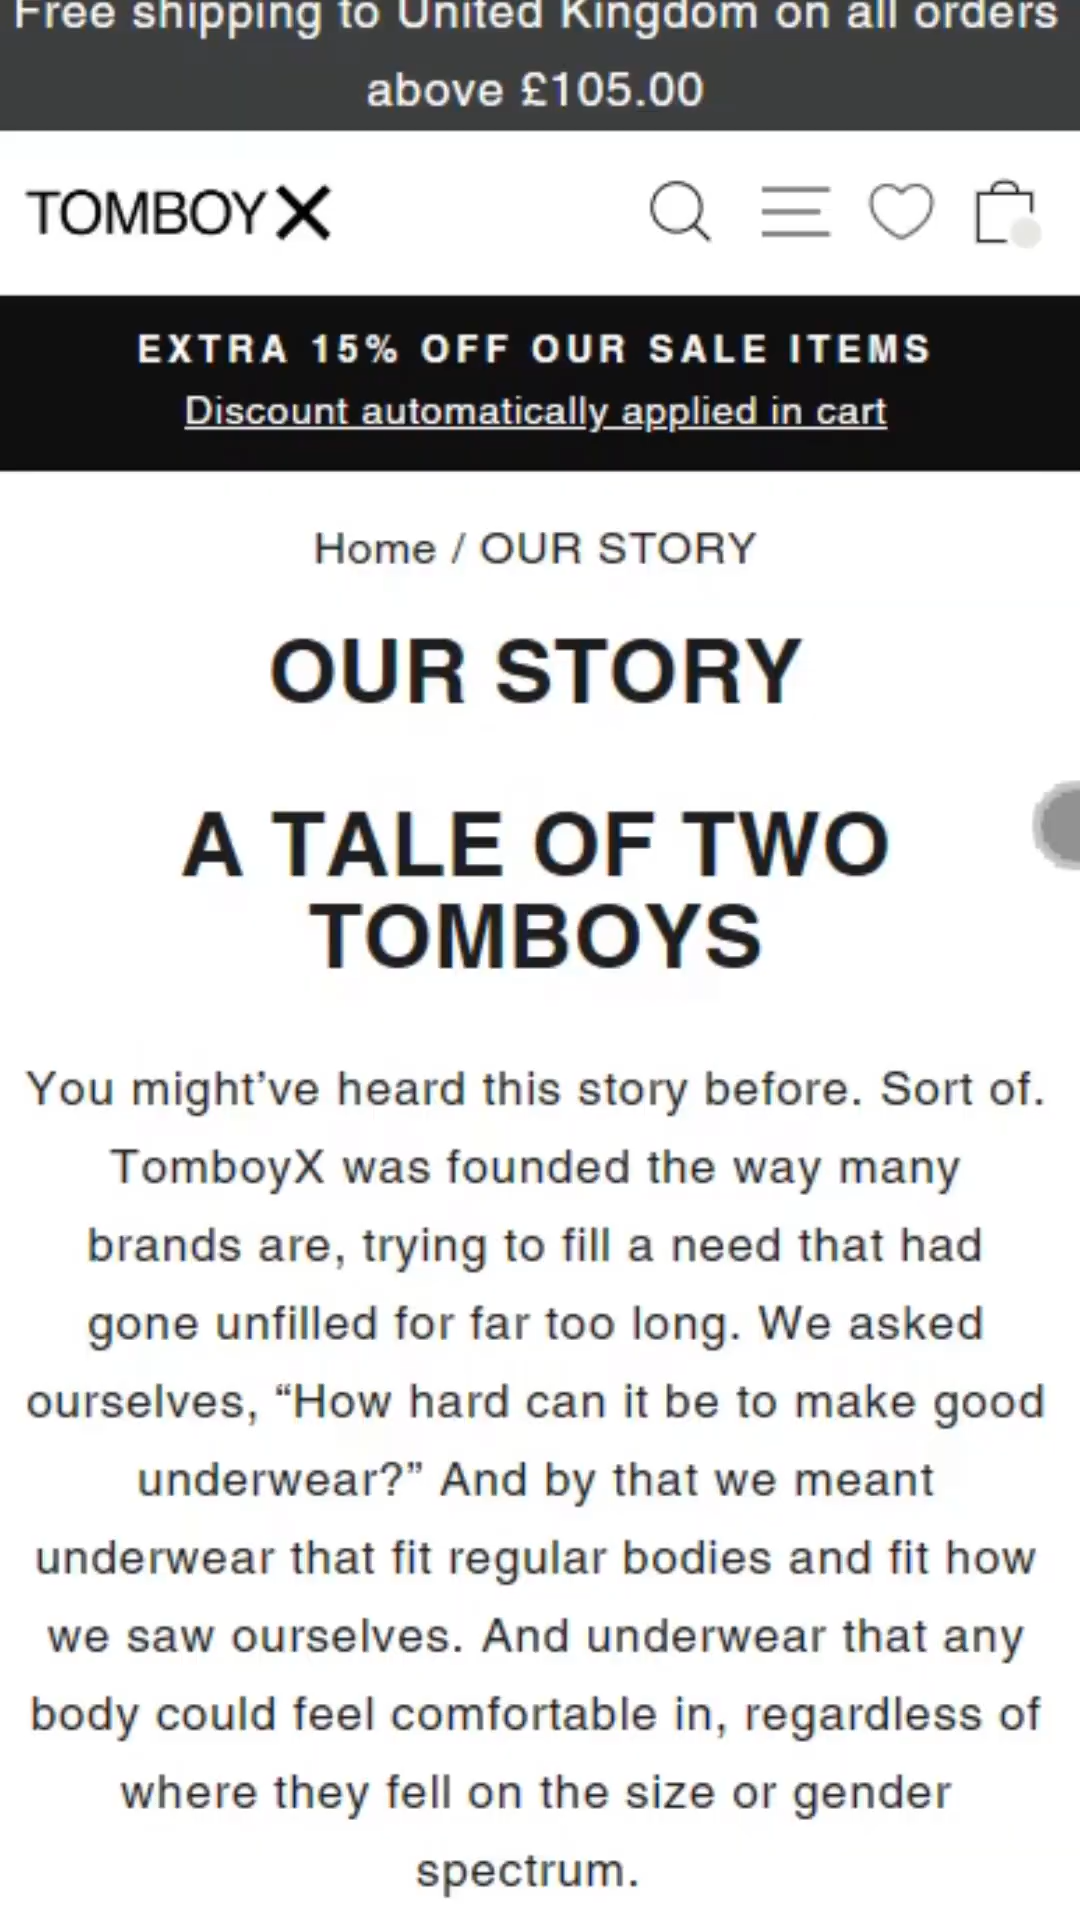 Free shipping to United Kingdom on all orders
above £105.00
TOMBOYX
EXTRA 15% OFF OUR SALE ITEMS
Discount automatically applied in cart
Home / OUR STORY
OUR STORY
A TALE OF TWO
TOMBOYS
You might’ve heard this story before. Sort of.
TomboyX was founded the way many
brands are, trying to fill a need that had
gone unfilled for far too long. We asked
ourselves, “How hard can it be to make good
underwear?” And by that we meant
underwear that fit regular bodies and fit how
we saw ourselves. And underwear that any
body could feel comfortable in, regardless of
where they fell on the size or gender
spectrum.